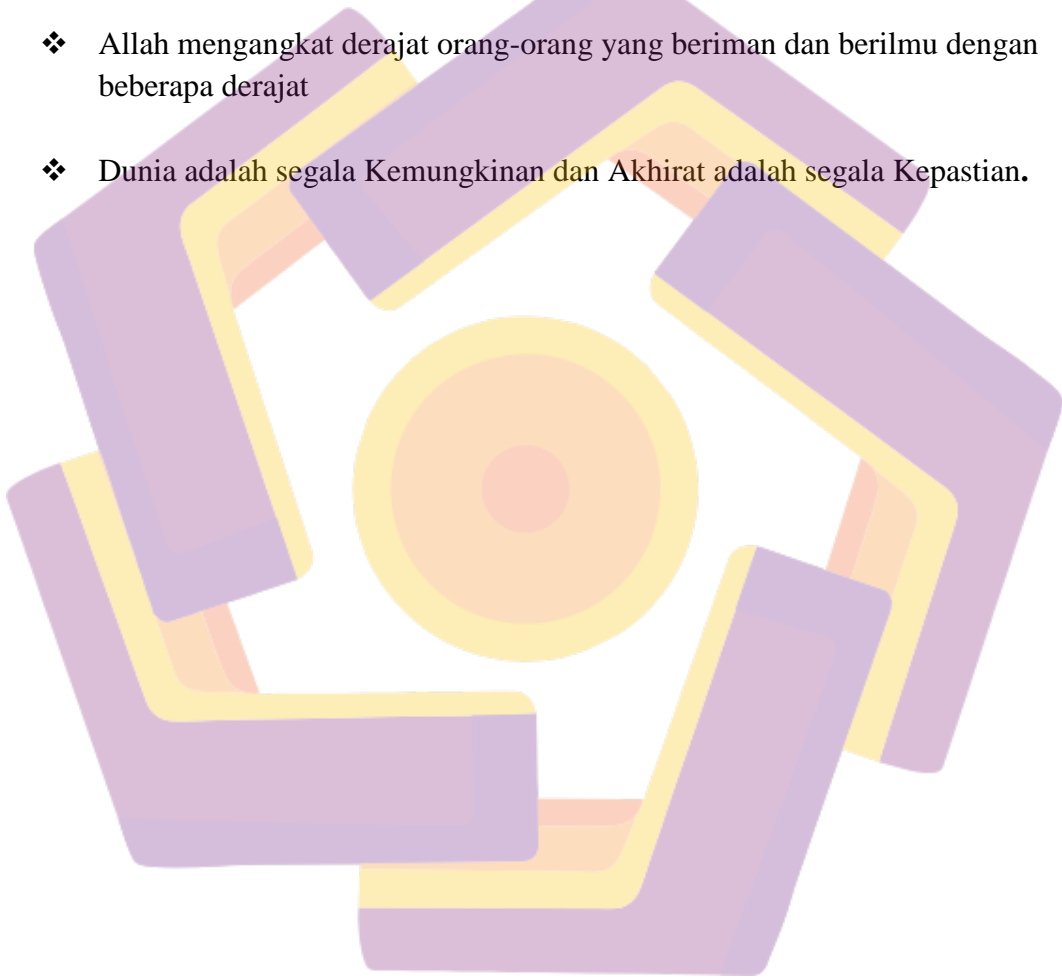 ❖ Allah mengangkat derajat orang-orang yang beriman dan berilmu dengan
beberapa derajat
❖ Dunia adalah segala Kemungkinan dan Akhirat adalah segala Kepastian.